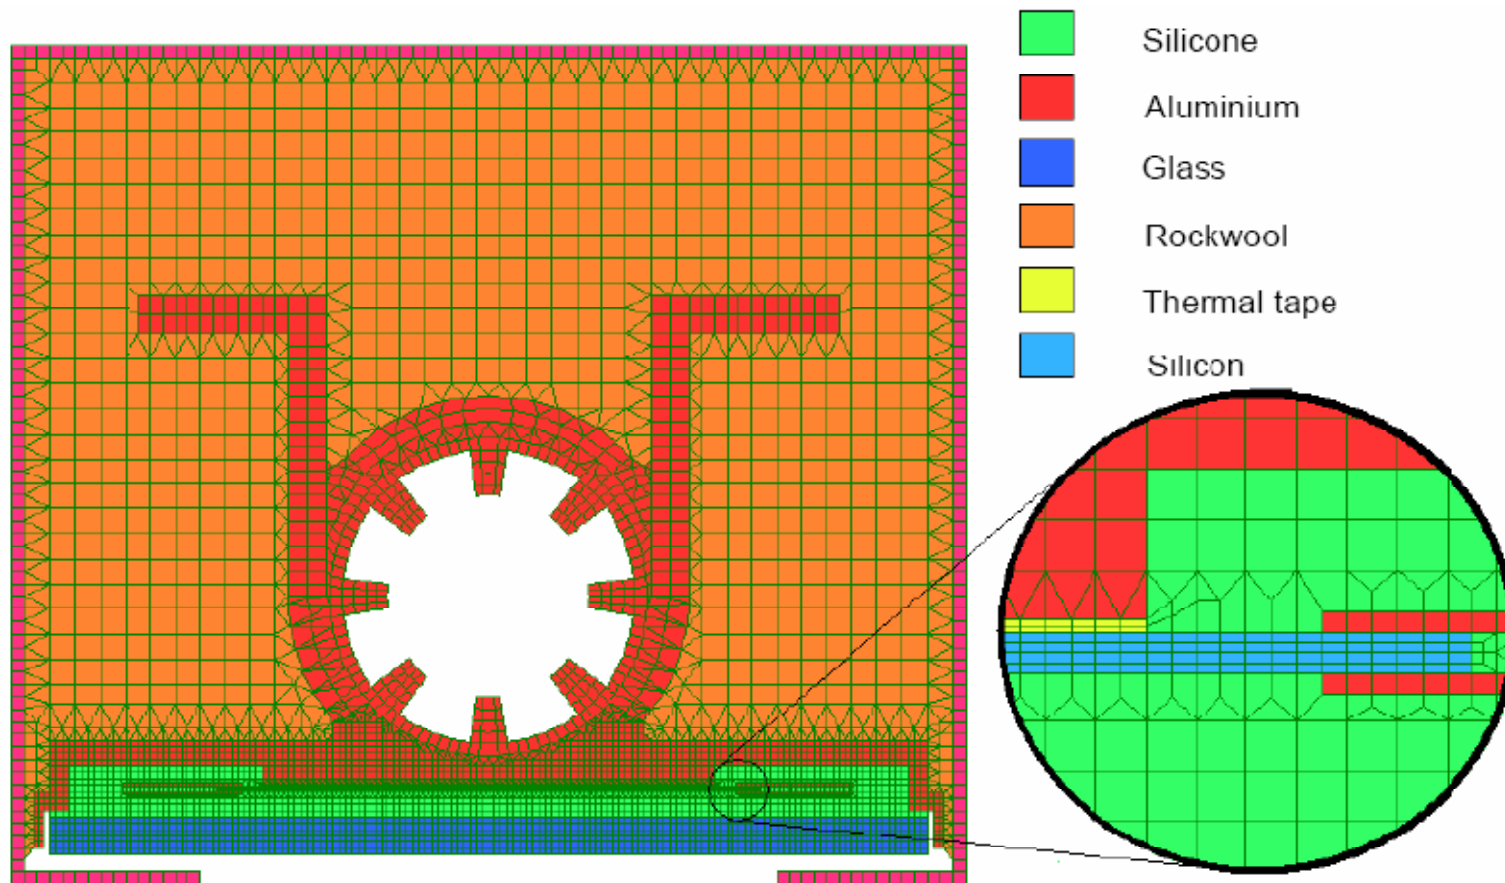 Silicone
Aluminium
Glass
Rockwool
Thermal tape
Silicon